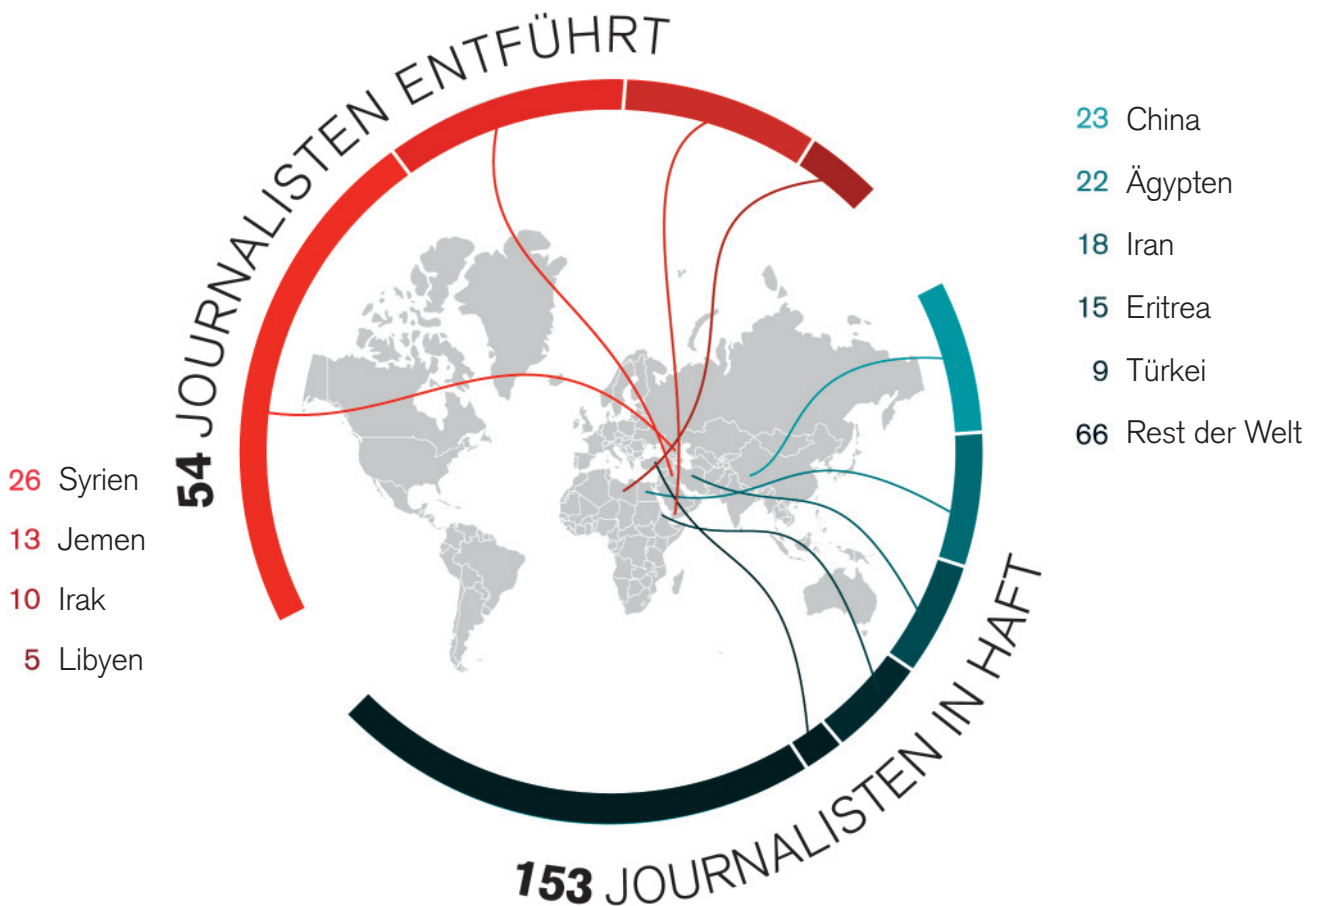 54 JOURNALISTEN ENTFÜHRT
26 Syrien
13 Jemen
10 Irak
5 Libyen
23 China
22 Ägypten
18 Iran
15 Eritrea
9 Türkei
66 Rest der Welt
153 JOURNALISTEN IN HAFT